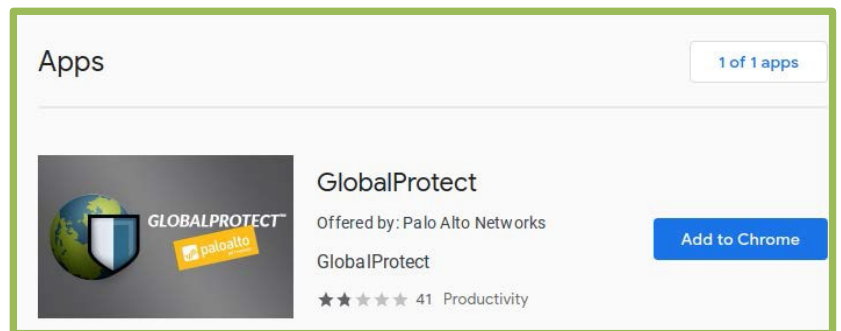 Apps
1 of 1 apps
GLOBALPROTECT™
paloalto
GlobalProtect
Offered by: Palo Alto Networks
GlobalProtect
41 Productivity
Add to Chrome